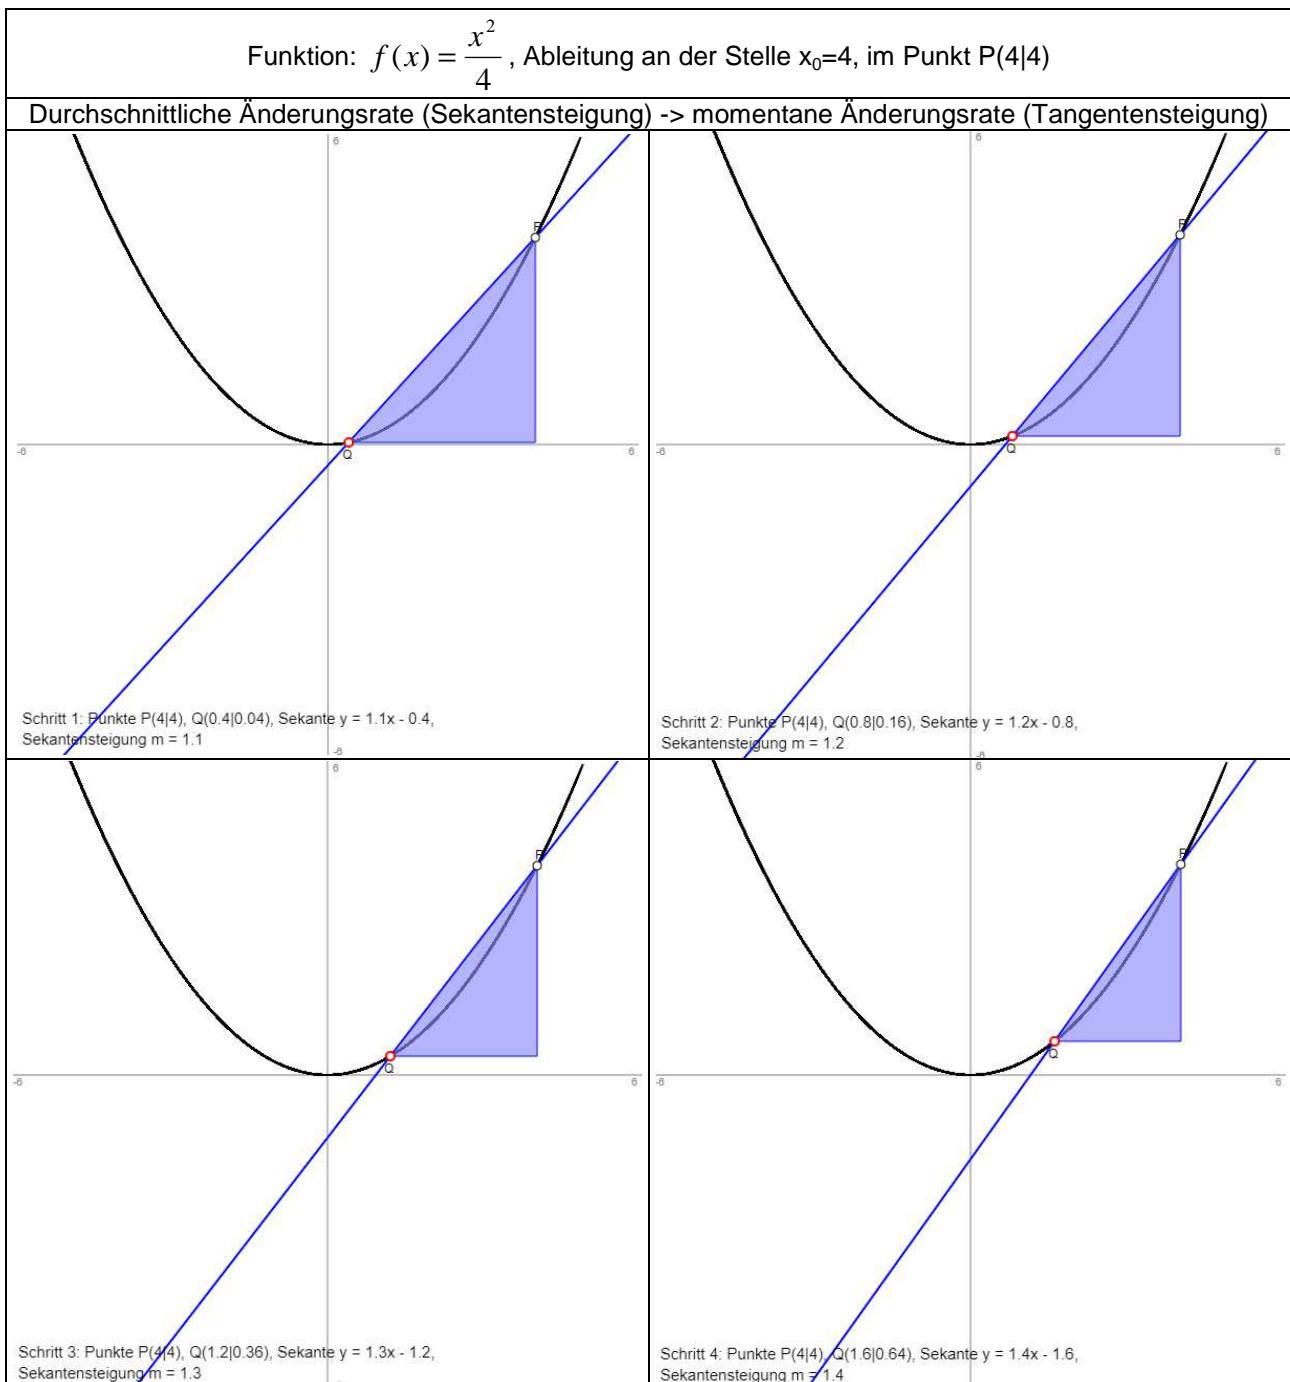 Funktion: f(x) = x²/4 , Ableitung an der Stelle x₀=4, im Punkt P(4|4)
Durchschnittliche Änderungsrate (Sekantensteigung) -> momentane Änderungsrate (Tangentensteigung)
6
P
-6
Q
6
Schritt 1: Punkte P(4|4), Q(0.4|0.04), Sekante y = 1.1x - 0.4,
Sekantensteigung m = 1.1
-6
6
P
-6
Q
6
Schritt 2: Punkte P(4|4), Q(0.8|0.16), Sekante y = 1.2x - 0.8,
Sekantensteigung m = 1.2
-6
6
P
-6
Q
6
Schritt 3: Punkte P(4|4), Q(1.2|0.36), Sekante y = 1.3x - 1.2,
Sekantensteigung m = 1.3
6
P
-6
Q
6
Schritt 4: Punkte P(4|4), Q(1.6|0.64), Sekante y = 1.4x - 1.6,
Sekantensteigung m = 1.4